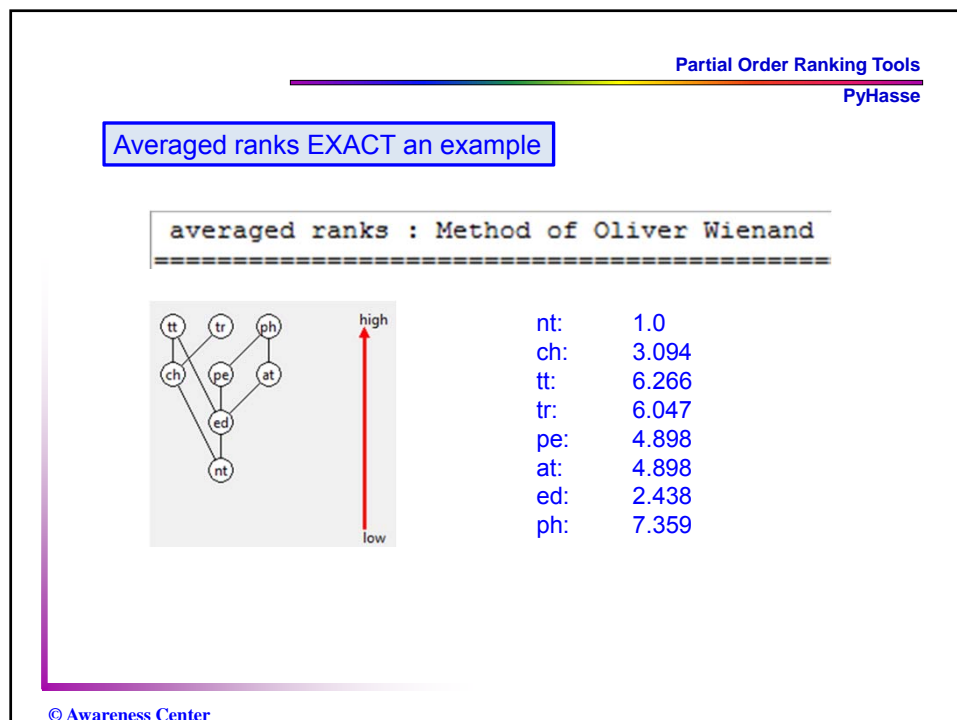 Partial Order Ranking Tools
PyHasse
Averaged ranks EXACT an example
averaged ranks : Method of Oliver Wienand
===========================================
tt tr ph high
ch pe at
ed
nt
low
nt: 1.0
ch: 3.094
tt: 6.266
tr: 6.047
pe: 4.898
at: 4.898
ed: 2.438
ph: 7.359
© Awareness Center